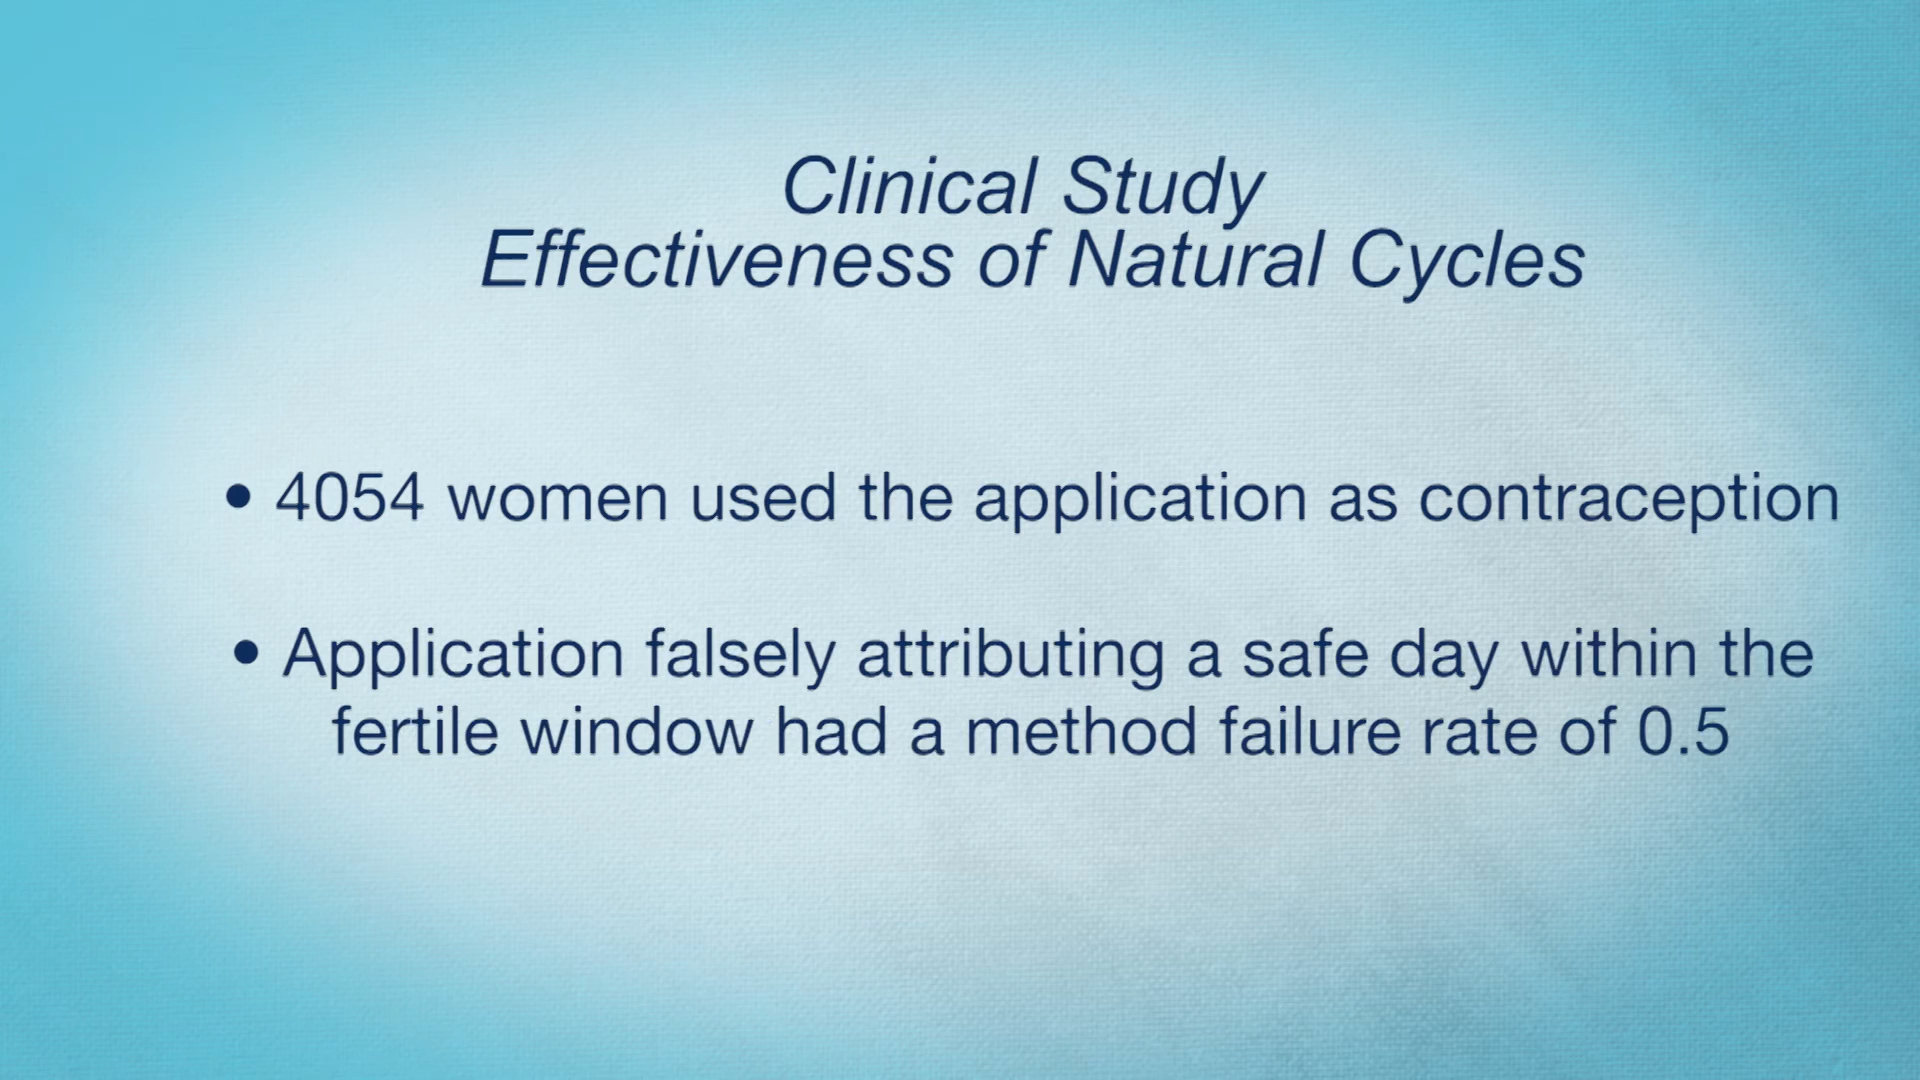 Clinical Study
Effectiveness of Natural Cycles
• 4054 women used the application as contraception
• Application falsely attributing a safe day within the
fertile window had a method failure rate of 0.5